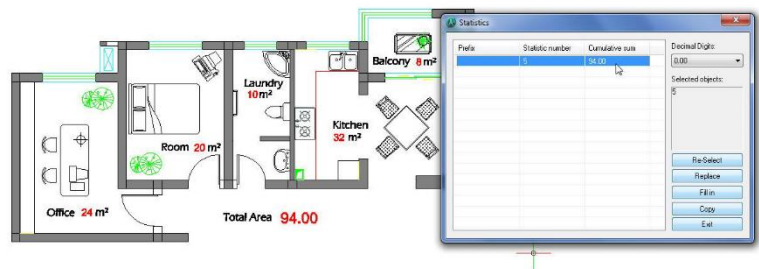 Statistics
Prefix Statistic number Cumulative sum
5 94.00
Decimal Digits:
0.00
Selected objects:
5
Re-Select
Replace
Fill in
Copy
Exit
Balcony 8 m²
Laundry
10m²
Kitchen
32 m²
Room 20 m²
Office 24 m²
Total Area 94.00